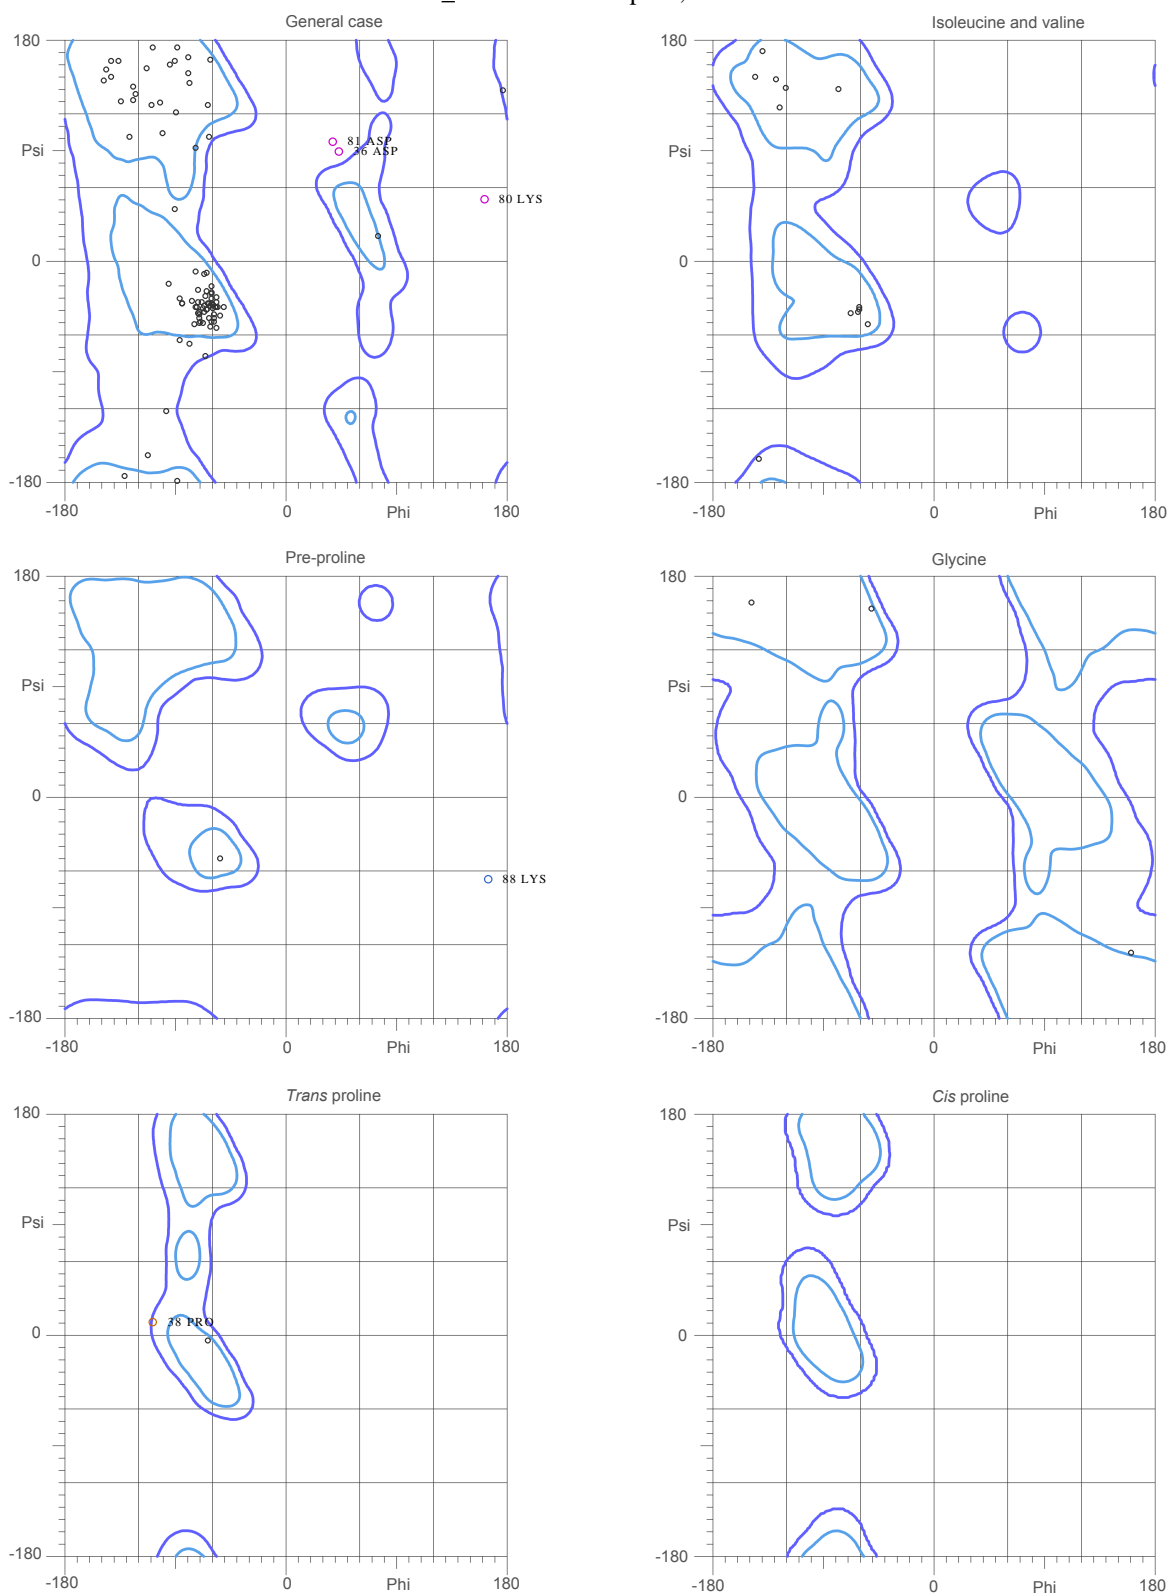 General case
Isoleucine and valine
180
180
81 ASP
Psi
36 ASP
Psi
80 LYS
0
0
-180
-180
-180
0
Phi
180
-180
0
Phi
180
Pre-proline
Glycine
180
180
Psi
Psi
0
0
88 LYS
-180
-180
-180
0
Phi
180
-180
0
Phi
180
Trans proline
Cis proline
180
180
Psi
Psi
38 PRO
0
0
-180
-180
-180
0
Phi
180
-180
0
Phi
180